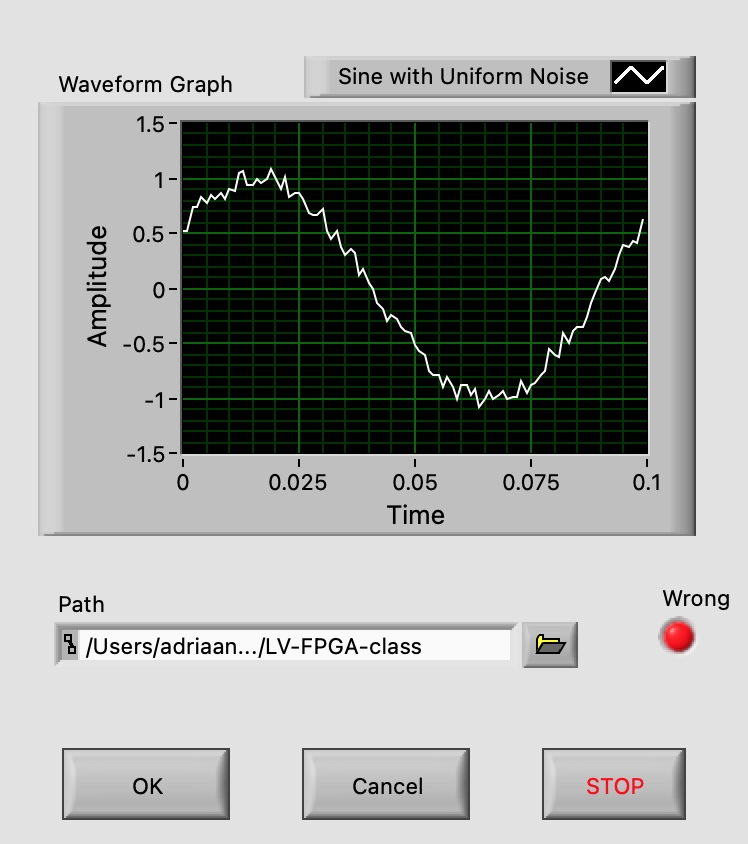 Sine with Uniform Noise
Waveform Graph
1.5
1
0.5
0
-0.5
-1
-1.5
Amplitude
0 0.025 0.05 0.075 0.1
Time
Path
Wrong
/Users/adriaan.../LV-FPGA-class
OK Cancel STOP